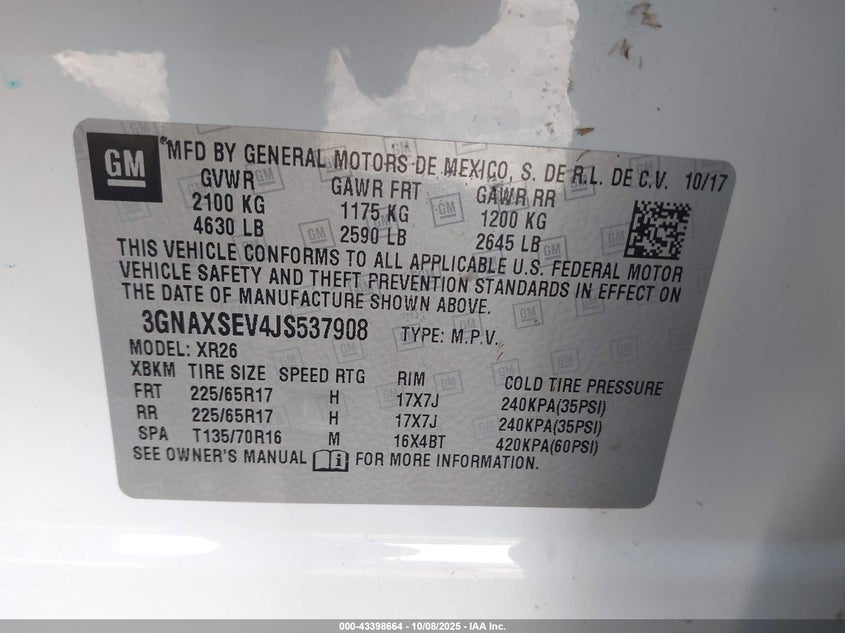 GM
MFD BY GENERAL MOTORS DE MEXICO, S. DE R.L. DE C.V. 10/17
GVWR GAWR FRT GAWR RR
2100 KG 1175 KG 1200 KG
4630 LB 2590 LB 2645 LB
THIS VEHICLE CONFORMS TO ALL APPLICABLE U.S. FEDERAL MOTOR
VEHICLE SAFETY AND THEFT PREVENTION STANDARDS IN EFFECT ON
THE DATE OF MANUFACTURE SHOWN ABOVE.
3GNAXSEV4JS537908 TYPE: M.P.V.
MODEL: XR26
XBKM TIRE SIZE SPEED RTG RIM COLD TIRE PRESSURE
FRT 225/65R17 H 17X7J 240KPA(35PSI)
RR 225/65R17 H 17X7J 240KPA(35PSI)
SPA T135/70R16 M 16X4BT 420KPA(60PSI)
SEE OWNER'S MANUAL FOR MORE INFORMATION.
000-43398664 - 10/08/2025 - IAA Inc.